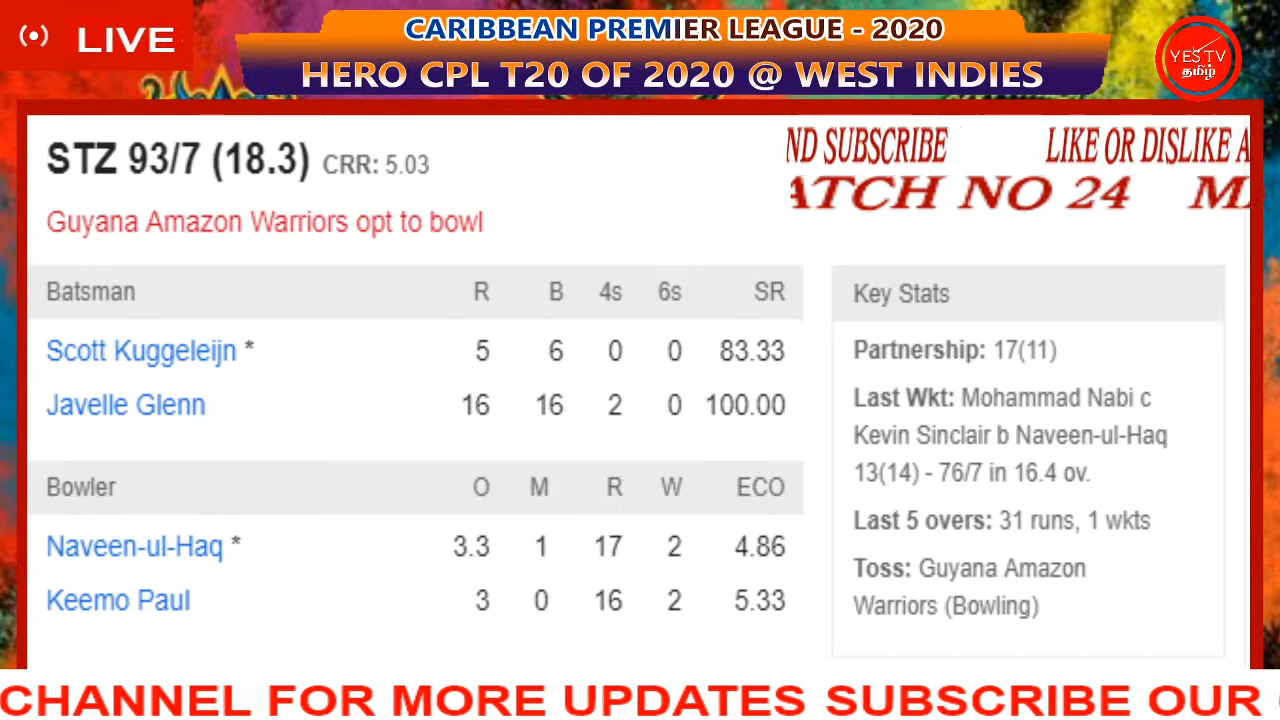 LIVE
CARIBBEAN PREMIER LEAGUE - 2020
HERO CPL T20 OF 2020 @ WEST INDIES
YES TV
தமிழ்
STZ 93/7 (18.3) CRR: 5.03
SUBSCRIBE LIKE OR DISLIKE
NO 24
Guyana Amazon Warriors opt to bowl
Batsman R B 4s 6s SR
Scott Kuggeleijn * 5 6 0 0 83.33
Javelle Glenn 16 16 2 0 100.00
Bowler O M R W ECO
Naveen-ul-Haq * 3.3 1 17 2 4.86
Keemo Paul 3 0 16 2 5.33
Key Stats
Partnership: 17(11)
Last Wkt: Mohammad Nabi c
Kevin Sinclair b Naveen-ul-Haq
13(14) - 76/7 in 16.4 ov.
Last 5 overs: 31 runs, 1 wkts
Toss: Guyana Amazon
Warriors (Bowling)
CHANNEL FOR MORE UPDATES SUBSCRIBE OUR